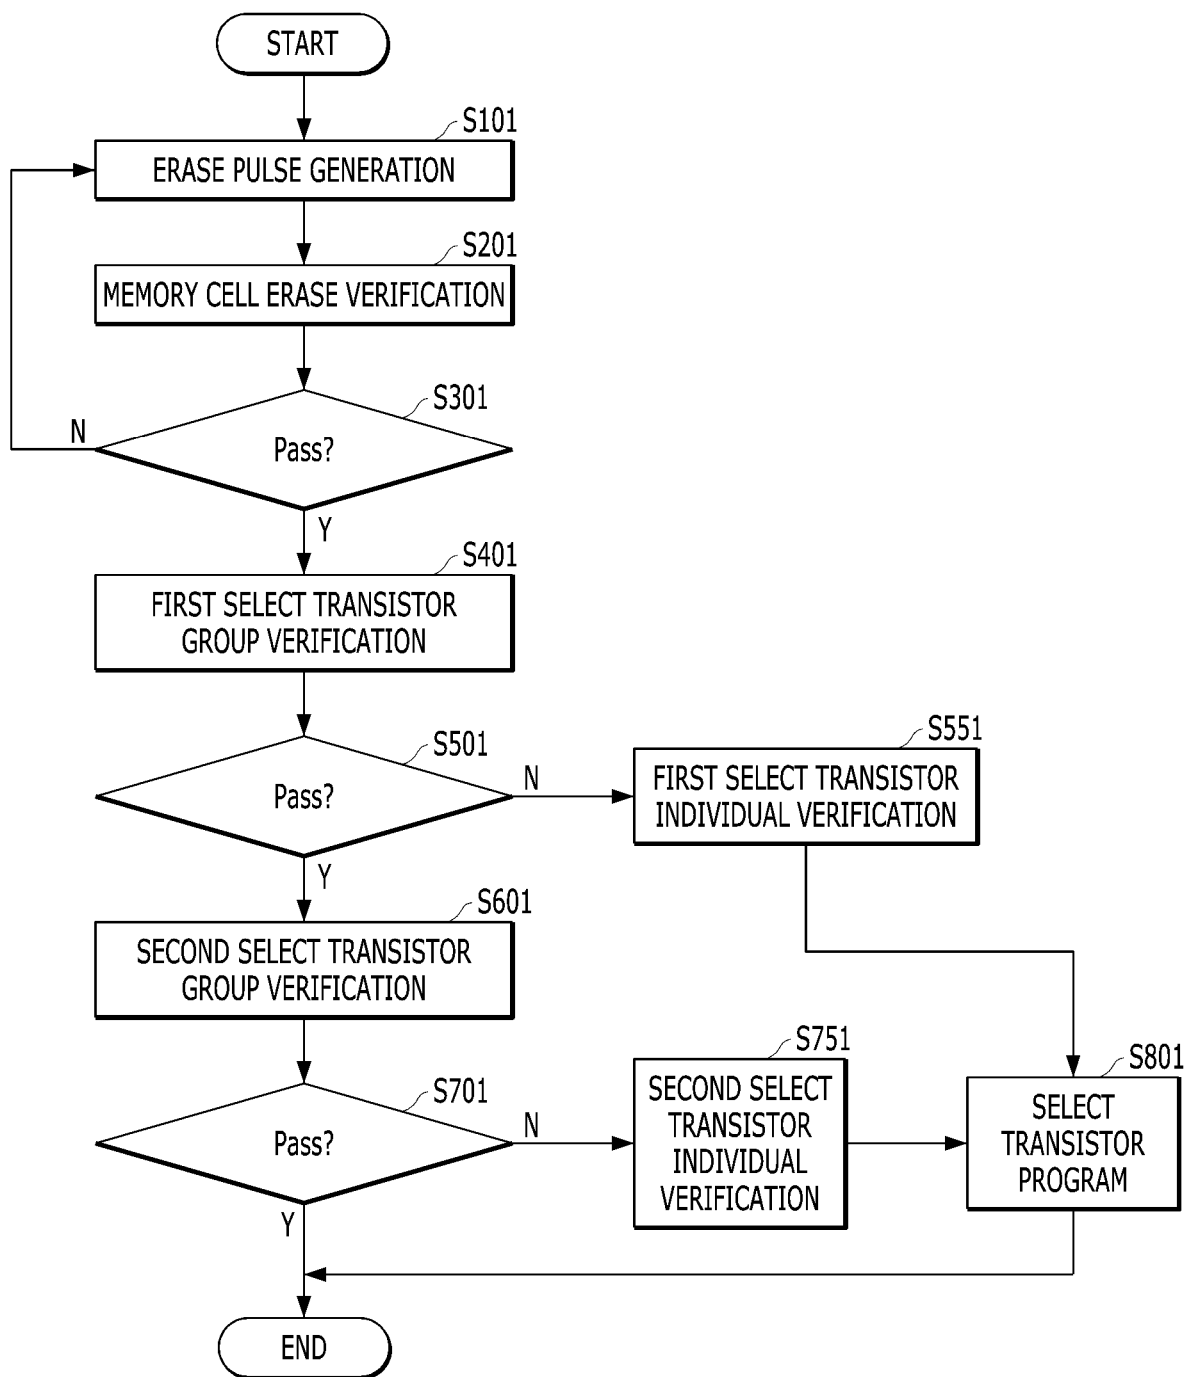 START
S101
ERASE PULSE GENERATION
S201
MEMORY CELL ERASE VERIFICATION
S301
N
Pass?
Y
S401
FIRST SELECT TRANSISTOR
GROUP VERIFICATION
S501
Pass?
N
Y
S551
FIRST SELECT TRANSISTOR
INDIVIDUAL VERIFICATION
S601
SECOND SELECT TRANSISTOR
GROUP VERIFICATION
S701
Pass?
N
Y
S751
SECOND SELECT
TRANSISTOR
INDIVIDUAL
VERIFICATION
S801
SELECT
TRANSISTOR
PROGRAM
END